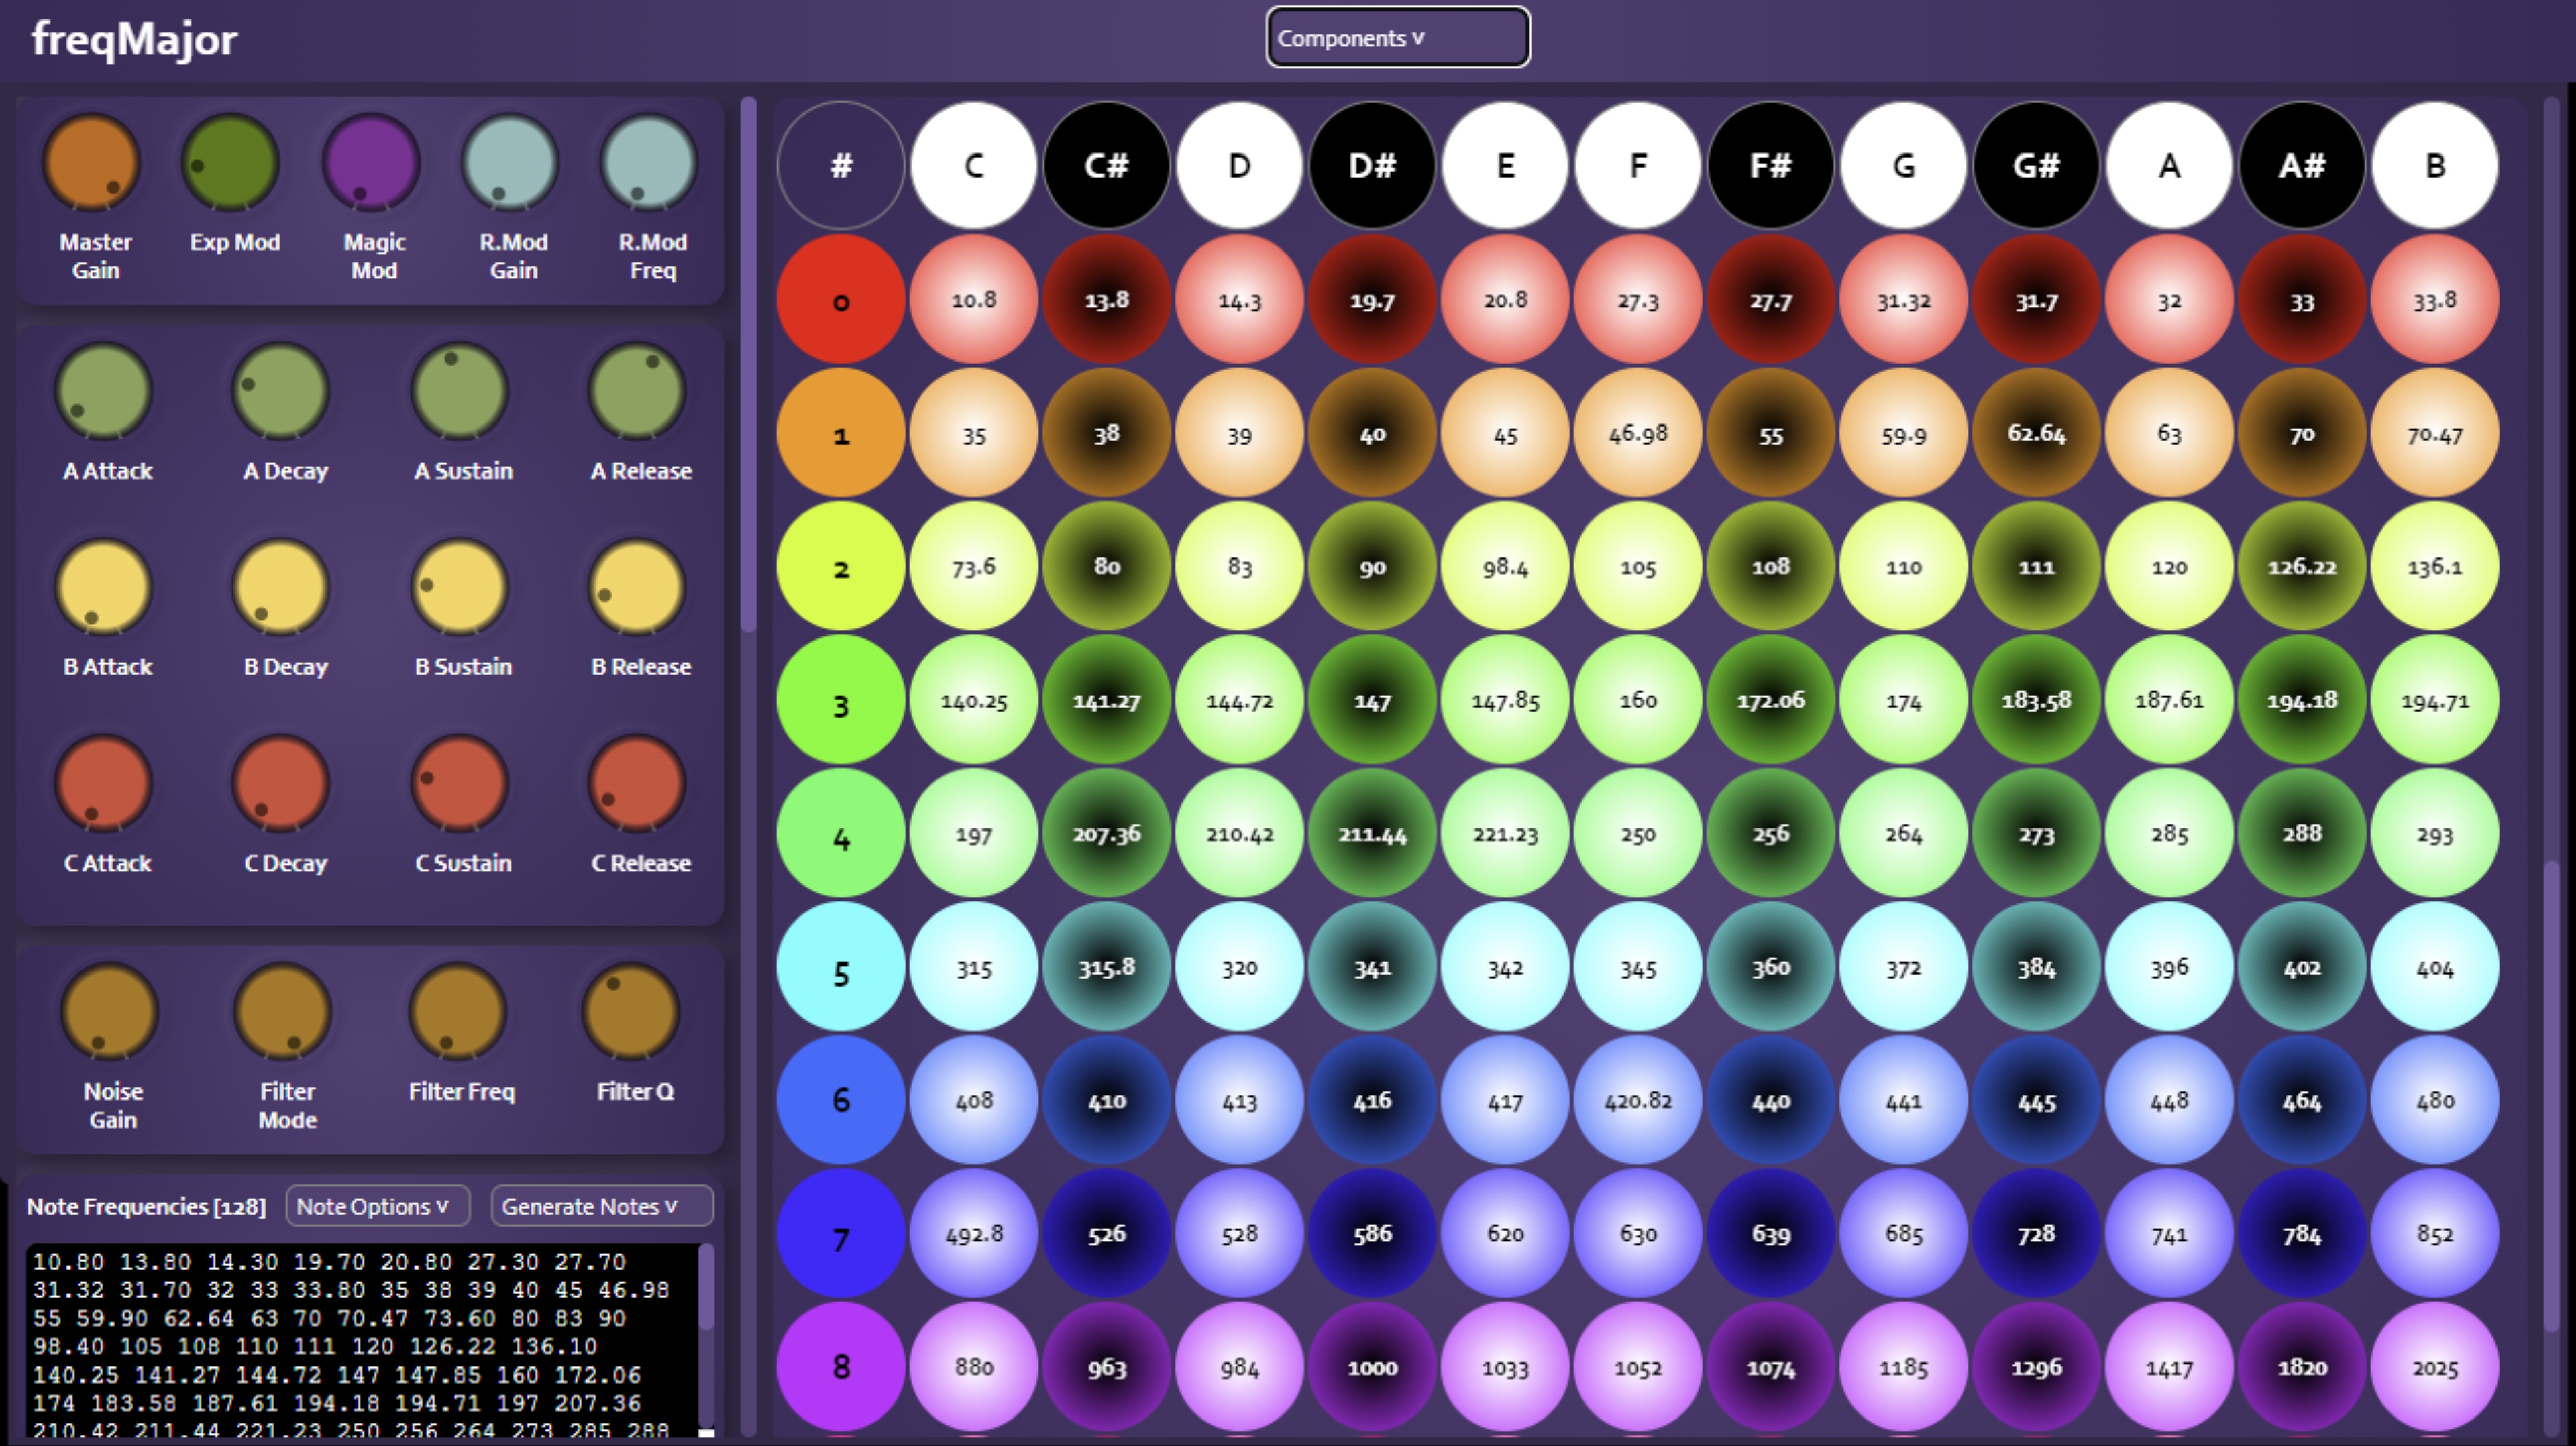 freqMajor
Components v
Master Gain
Exp Mod
Magic Mod
R.Mod Gain
R.Mod Freq
A Attack A Decay A Sustain A Release
B Attack B Decay B Sustain B Release
C Attack C Decay C Sustain C Release
Noise Gain
Filter Mode
Filter Freq
Filter Q
Note Frequencies [128] Note Options v Generate Notes v
10.80 13.80 14.30 19.70 20.80 27.30 27.70
31.32 31.70 32 33 33.80 35 38 39 40 45 46.98
55 59.90 62.64 63 70 70.47 73.60 80 83 90
98.40 105 108 110 111 120 126.22 136.10
140.25 141.27 144.72 147 147.85 160 172.06
174 183.58 187.61 194.18 194.71 197 207.36
210.42 211.44 221.23 250 256 264 273 285 288
# C C# D D# E F F# G G# A A# B
0 10.8 13.8 14.3 19.7 20.8 27.3 27.7 31.32 31.7 32 33 33.8
1 35 38 39 40 45 46.98 55 59.9 62.64 63 70 70.47
2 73.6 80 83 90 98.4 105 108 110 111 120 126.22 136.1
3 140.25 141.27 144.72 147 147.85 160 172.06 174 183.58 187.61 194.18 194.71
4 197 207.36 210.42 211.44 221.23 250 256 264 273 285 288 293
5 315 315.8 320 341 342 345 360 372 384 396 402 404
6 408 410 413 416 417 420.82 440 441 445 448 464 480
7 492.8 526 528 586 620 630 639 685 728 741 784 852
8 880 963 984 1000 1033 1052 1074 1185 1296 1417 1820 2025